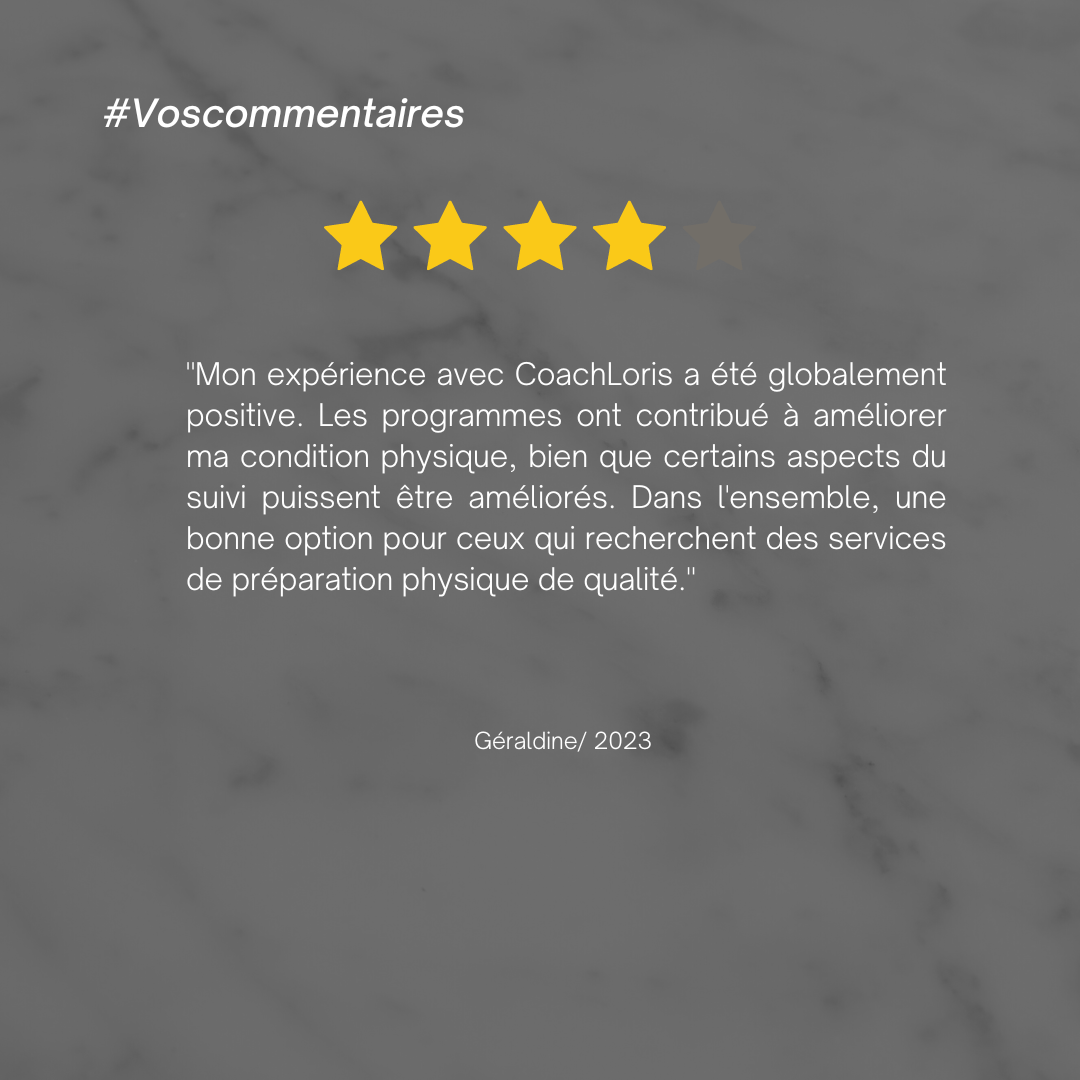 #Voscommentaires
"Mon expérience avec CoachLoris a été globalement
positive. Les programmes ont contribué à améliorer
ma condition physique, bien que certains aspects du
suivi puissent être améliorés. Dans l'ensemble, une
bonne option pour ceux qui recherchent des services
de préparation physique de qualité."
Géraldine/ 2023